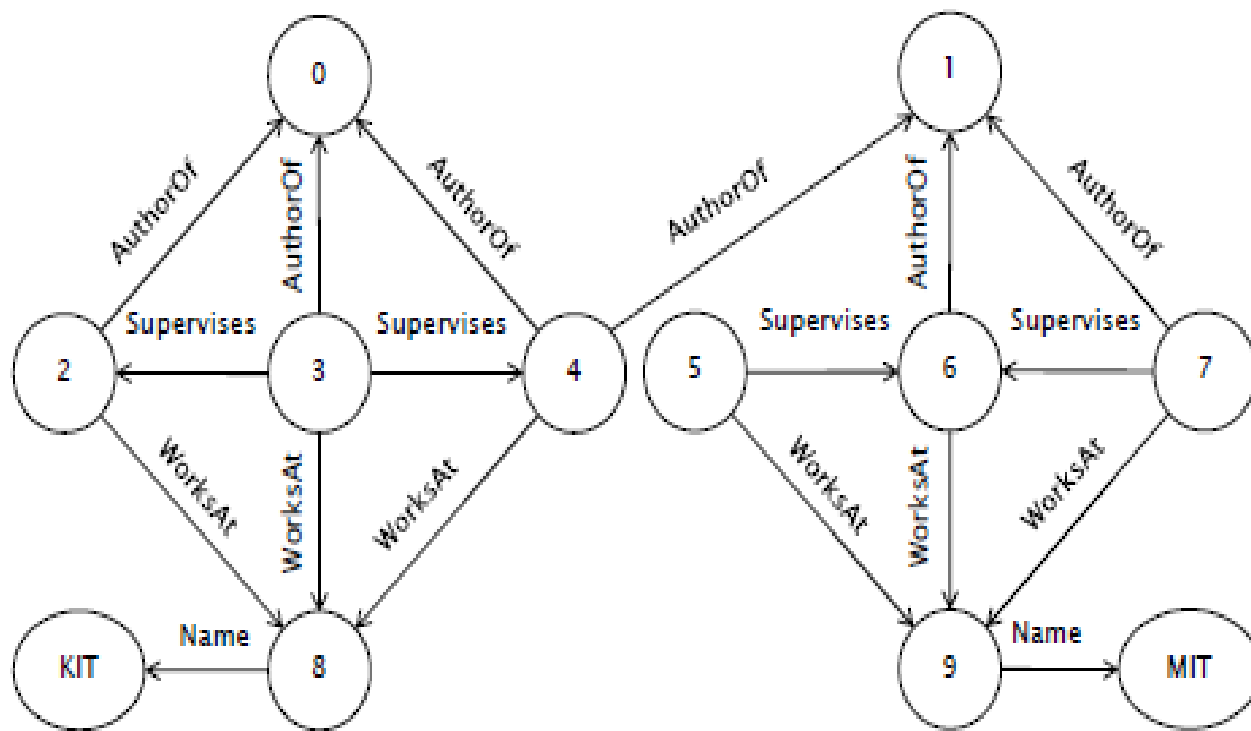 0
1
AuthorOf
AuthorOf
AuthorOf
AuthorOf
AuthorOf
AuthorOf
Supervises
Supervises
Supervises
Supervises
2
3
4
5
6
7
WorksAt
WorksAt
WorksAt
WorksAt
WorksAt
WorksAt
Name
Name
KIT
8
9
MIT